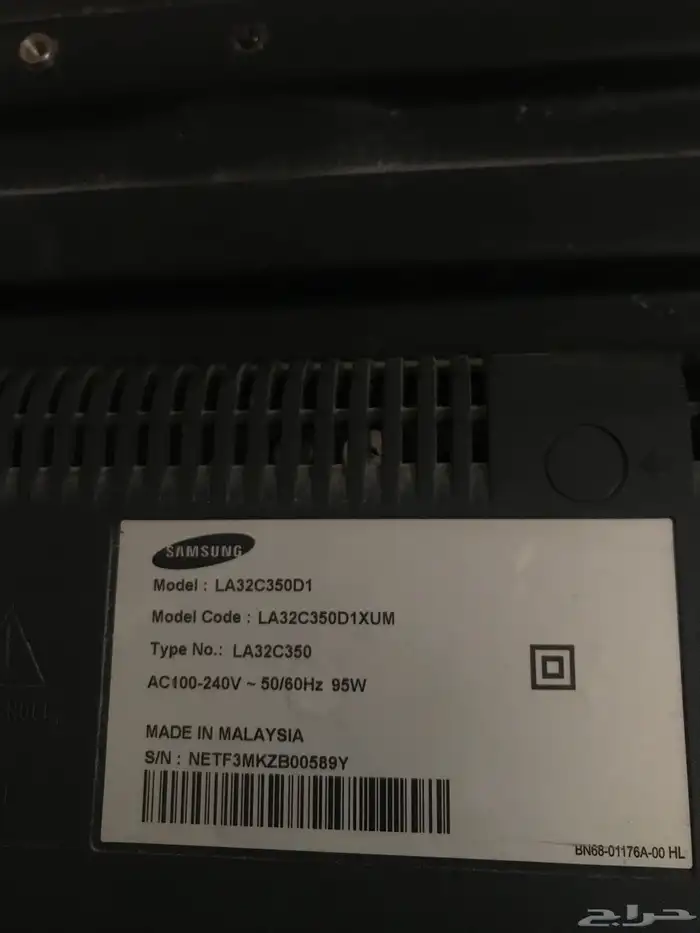 SAMSUNG
Model : LA32C350D1
Model Code : LA32C350D1XUM
Type No.: LA32C350
AC100-240V ~ 50/60Hz 95W
MADE IN MALAYSIA
S/N : NETF3MKZB00589Y
BN68-01176A-00 HL
حراج